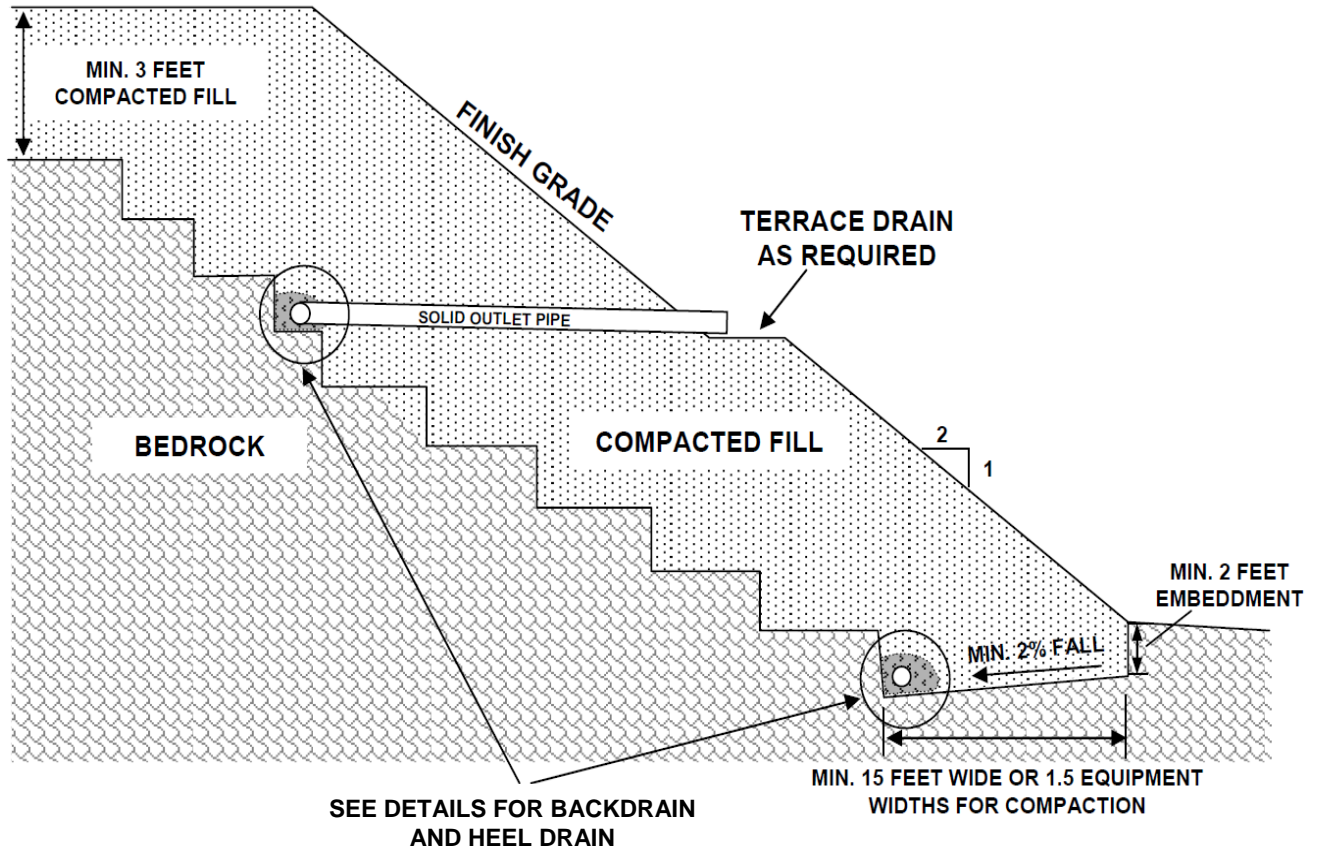 MIN. 3 FEET
COMPACTED FILL
FINISH GRADE
TERRACE DRAIN
AS REQUIRED
SOLID OUTLET PIPE
BEDROCK
COMPACTED FILL
2
1
MIN. 2 FEET
EMBEDDMENT
MIN. 2% FALL
MIN. 15 FEET WIDE OR 1.5 EQUIPMENT
WIDTHS FOR COMPACTION
SEE DETAILS FOR BACKDRAIN
AND HEEL DRAIN